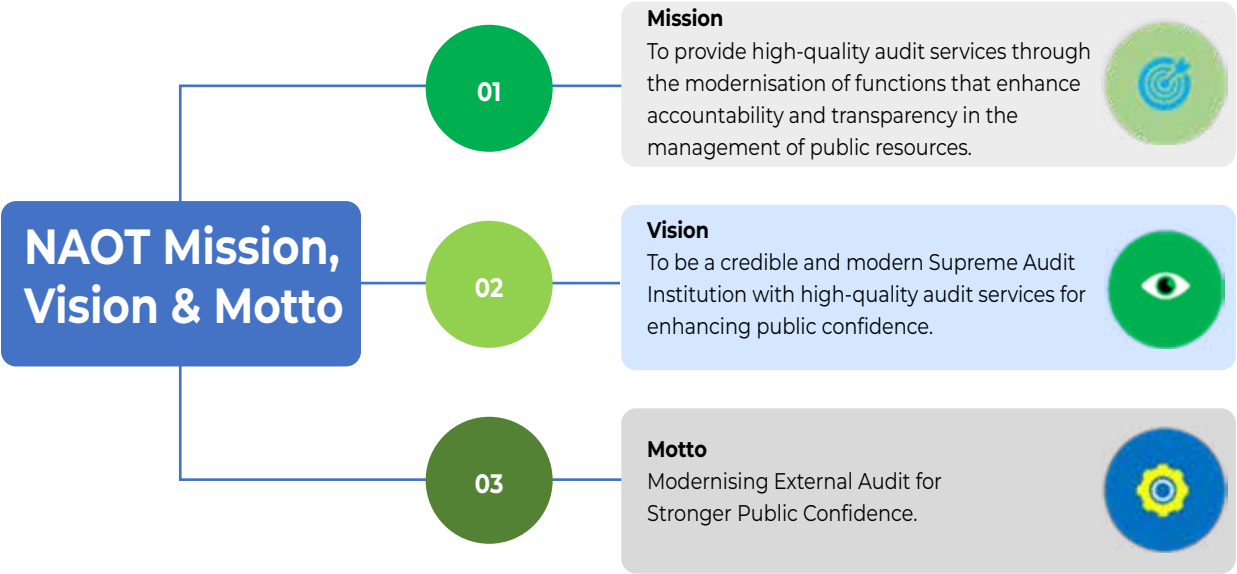 NAOT Mission,
Vision & Motto
01
Mission
To provide high-quality audit services through
the modernisation of functions that enhance
accountability and transparency in the
management of public resources.
02
Vision
To be a credible and modern Supreme Audit
Institution with high-quality audit services for
enhancing public confidence.
03
Motto
Modernising External Audit for
Stronger Public Confidence.